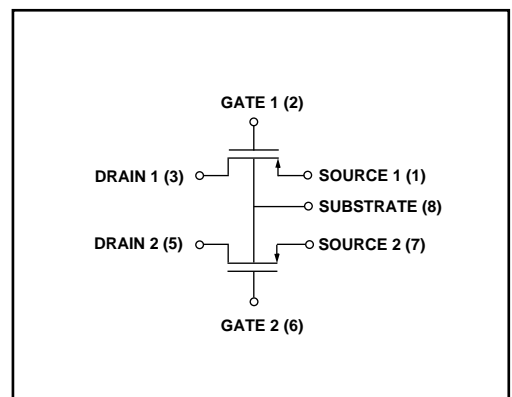 GATE 1 (2)
DRAIN 1 (3)
SOURCE 1 (1)
SUBSTRATE (8)
DRAIN 2 (5)
SOURCE 2 (7)
GATE 2 (6)